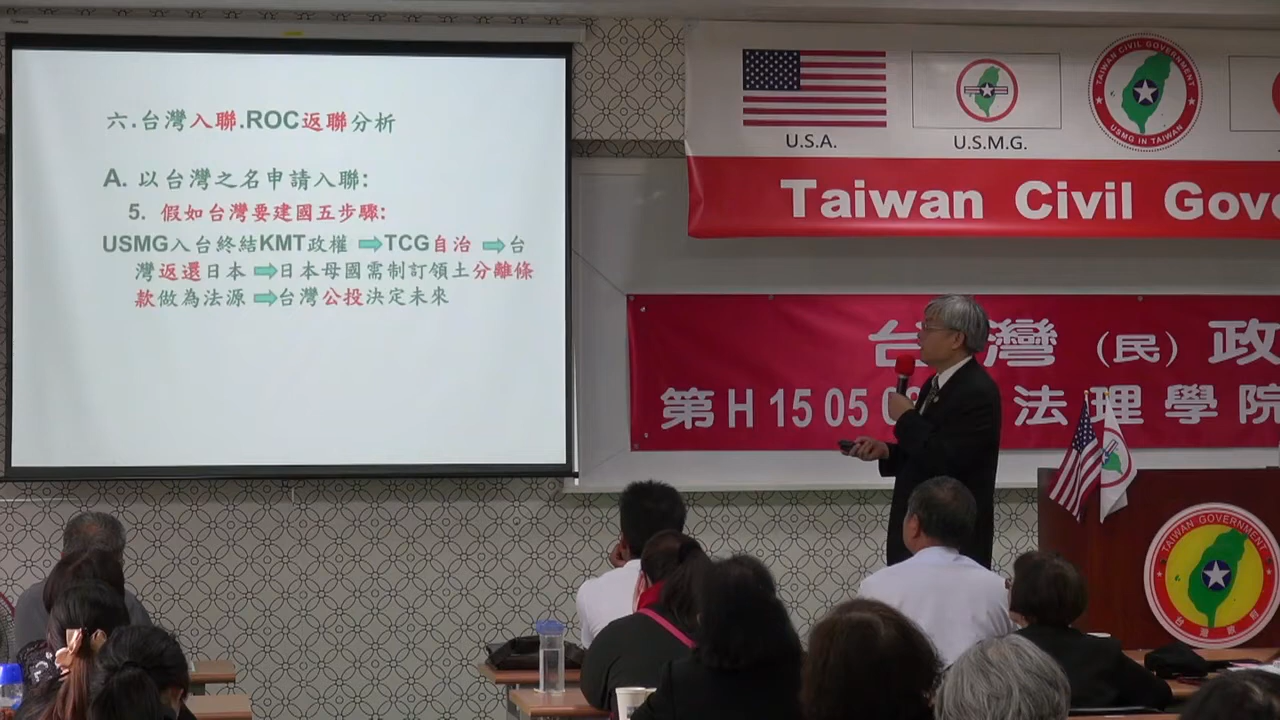 六.台灣入聯.ROC返聯分析
A. 以台灣之名申請入聯:
5. 假如台灣要建國五步驟:
USMG入台終結KMT政權 ➡TCG自治 ➡台
灣返還日本 ➡日本母國需制訂領土分離條
款做為法源 ➡台灣公投決定未來
U.S.A.
U.S.M.G.
TAIWAN CIVIL GOVERNMENT
USMG IN TAIWAN
Taiwan Civil Gove
台灣（民）政
第H 15 05 0 法理學院
TAIWAN GOVERNMENT
台灣政府